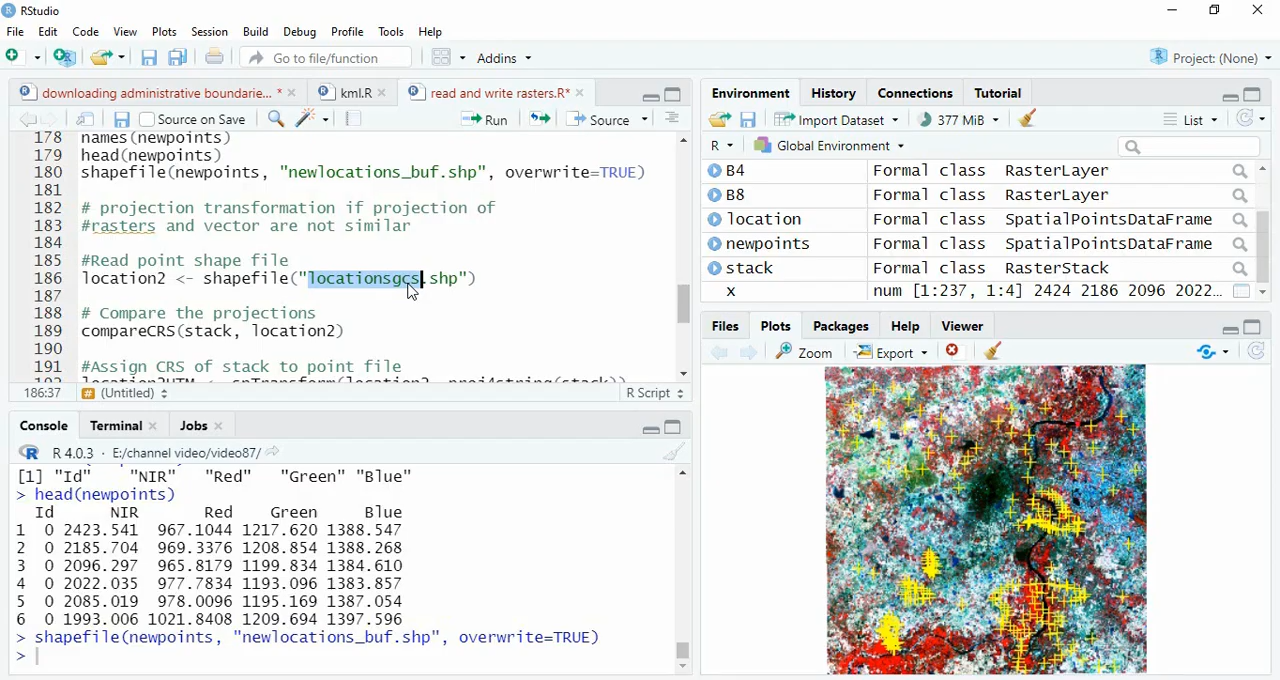 RStudio
File Edit Code View Plots Session Build Debug Profile Tools Help
Go to file/function Addins Project: (None)
downloading administrative boundarie... * kml.R read and write rasters.R*
Source on Save Run Source
178 names(newpoints)
179 head(newpoints)
180 shapefile(newpoints, "newlocations_buf.shp", overwrite=TRUE)
181
182 # projection transformation if projection of
183 #rasters and vector are not similar
184
185 #Read point shape file
186 location2 <- shapefile("locationsgcs.shp")
187
188 # Compare the projections
189 compareCRS(stack, location2)
190
191 #Assign CRS of stack to point file
186:37 (Untitled) R Script
Console Terminal Jobs
R 4.0.3 · E:/channel video/video87/
[1] "Id" "NIR" "Red" "Green" "Blue"
> head(newpoints)
Id NIR Red Green Blue
1 0 2423.541 967.1044 1217.620 1388.547
2 0 2185.704 969.3376 1208.854 1388.268
3 0 2096.297 965.8178 1199.834 1384.610
4 0 2022.035 977.7834 1193.096 1383.857
5 0 2085.019 978.0096 1195.169 1387.054
6 0 1993.006 1021.8408 1209.694 1397.596
> shapefile(newpoints, "newlocations_buf.shp", overwrite=TRUE)
>
Environment History Connections Tutorial
Import Dataset 377 MiB List
R Global Environment
B4 Formal class RasterLayer
B8 Formal class RasterLayer
location Formal class SpatialPointsDataFrame
newpoints Formal class SpatialPointsDataFrame
stack Formal class RasterStack
x num [1:237, 1:4] 2424 2186 2096 2022...
Files Plots Packages Help Viewer
Zoom Export